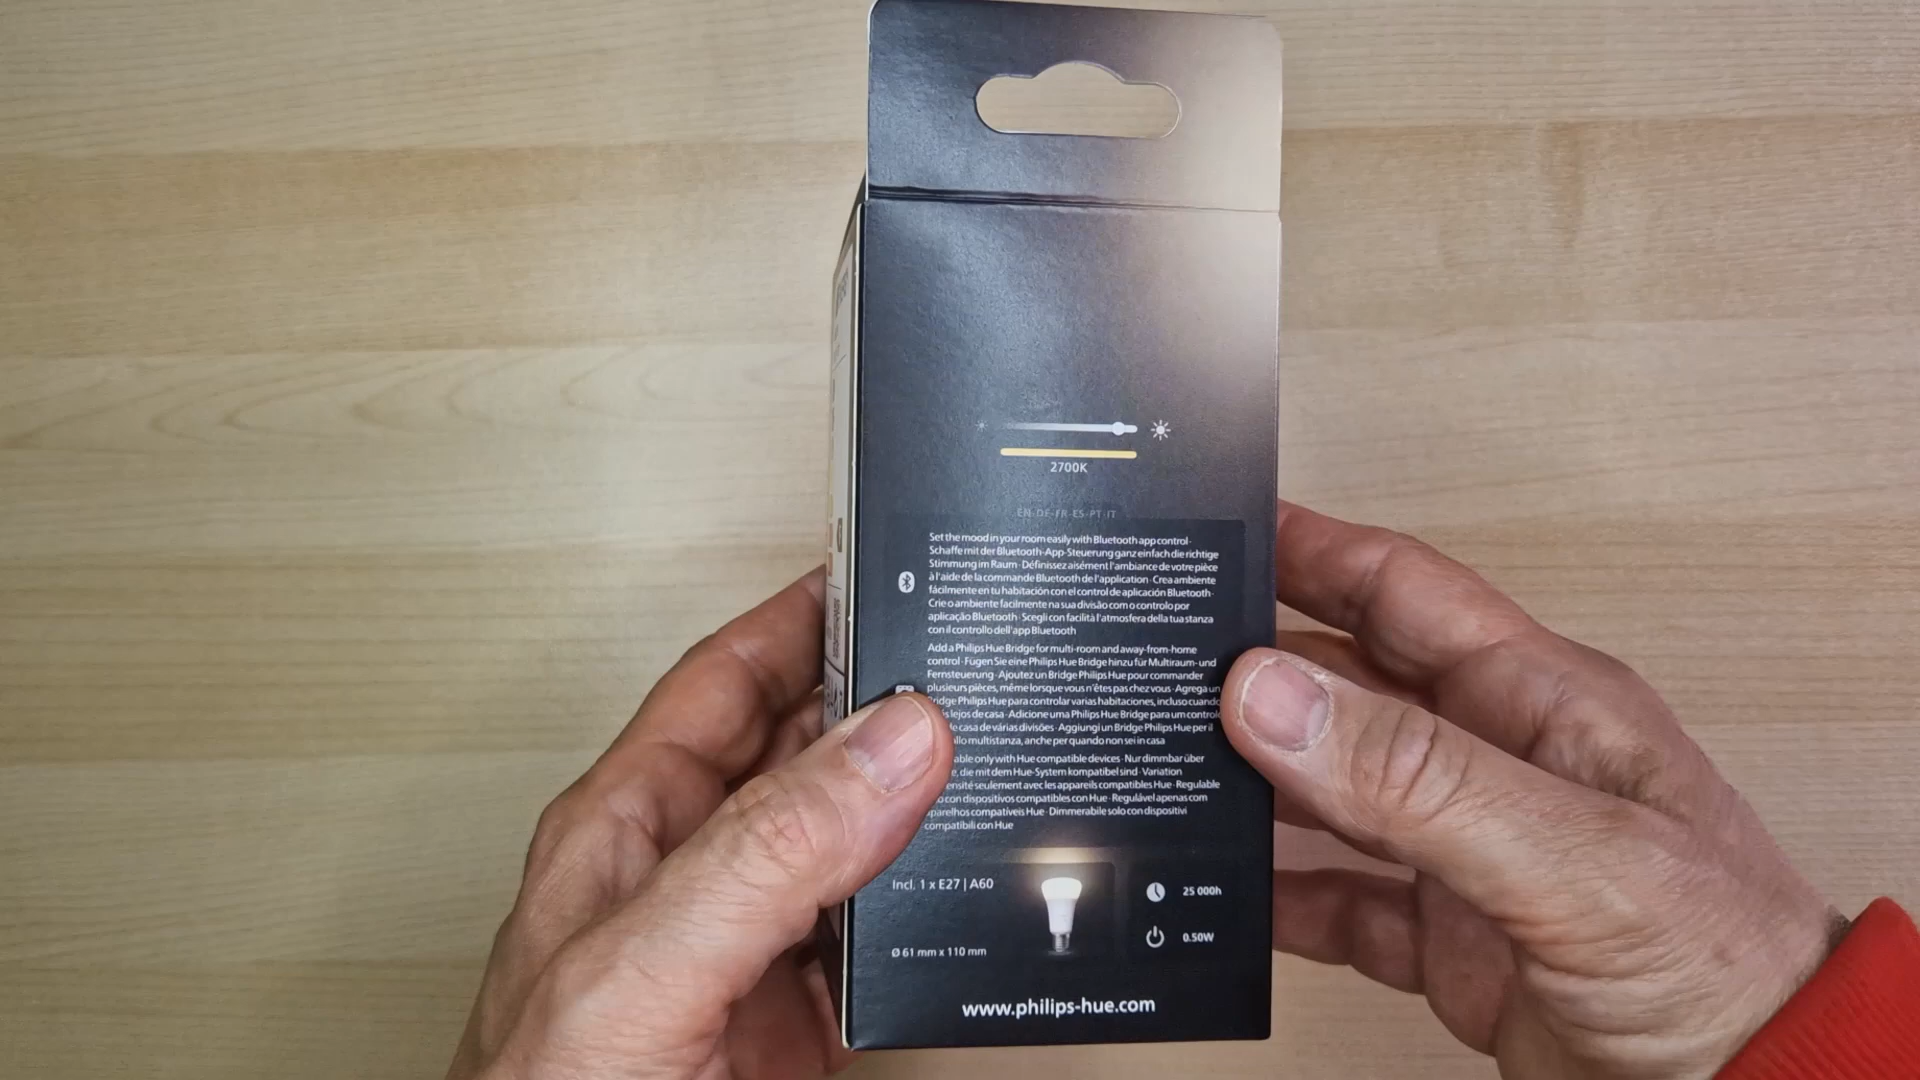 2700K
EN-DE-FR-ES-PT-IT
Set the mood in your room easily with Bluetooth app control ·
Schaffe mit der Bluetooth-App-Steuerung ganz einfach die richtige
Stimmung im Raum · Définissez aisément l'ambiance de votre pièce
à l'aide de la commande Bluetooth de l'application · Crea ambiente
fácilmente en tu habitación con el control de aplicación Bluetooth ·
Crie o ambiente facilmente na sua divisão com o controlo por
aplicação Bluetooth · Scegli con facilità l'atmosfera della tua stanza
con il controllo dell'app Bluetooth
Add a Philips Hue Bridge for multi-room and away-from-home
control · Fügen Sie eine Philips Hue Bridge hinzu für Multiraum- und
Fernsteuerung · Ajoutez un Bridge Philips Hue pour commander
plusieurs pièces, même lorsque vous n'êtes pas chez vous · Agrega un
Bridge Philips Hue para controlar varias habitaciones, incluso cuando
lejos de casa · Adicione uma Philips Hue Bridge para um controlo
de casa de várias divisões · Aggiungi un Bridge Philips Hue per il
multistanza, anche per quando non sei in casa
only with Hue compatible devices · Nur dimmbar über
die mit dem Hue-System kompatibel sind · Variation
seulement avec les appareils compatibles Hue · Regulable
con dispositivos compatibles con Hue · Regulável apenas com
aparelhos compatíveis Hue · Dimmerabile solo con dispositivi
compatibili con Hue
Incl. 1 x E27 | A60
25 000h
0.50W
Ø 61 mm x 110 mm
www.philips-hue.com